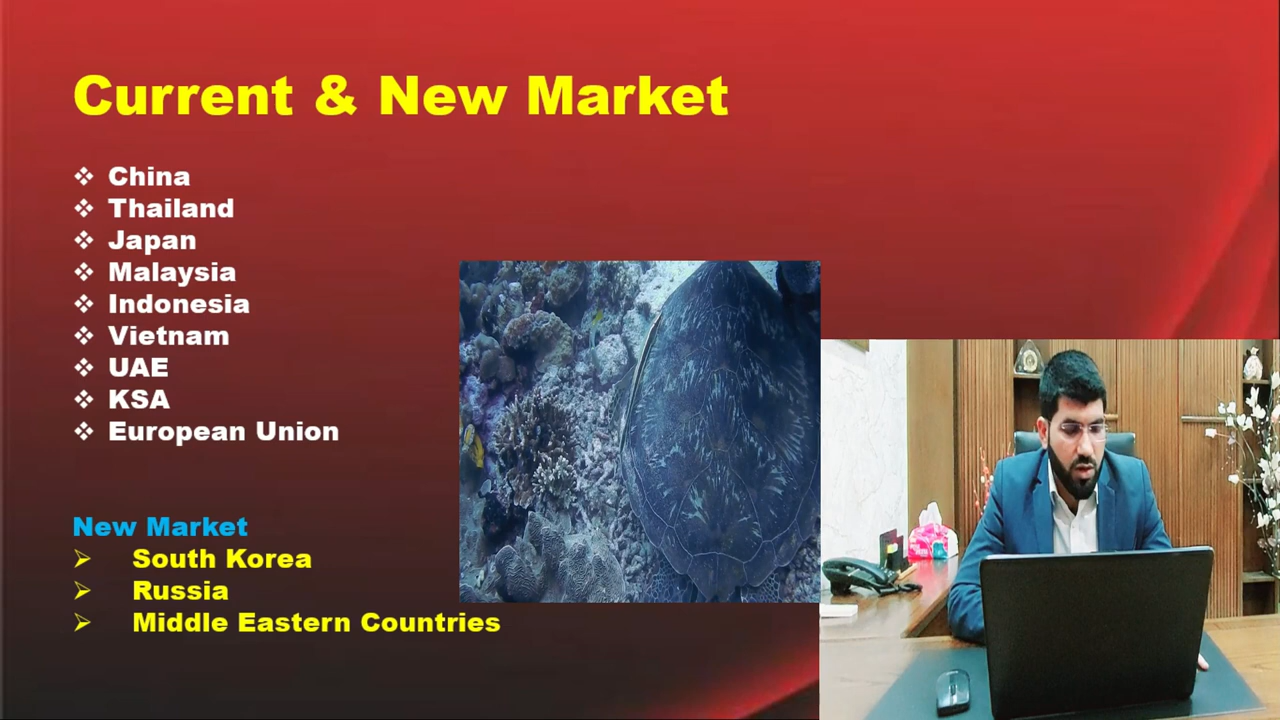 Current & New Market
❖ China
❖ Thailand
❖ Japan
❖ Malaysia
❖ Indonesia
❖ Vietnam
❖ UAE
❖ KSA
❖ European Union
New Market
➢ South Korea
➢ Russia
➢ Middle Eastern Countries